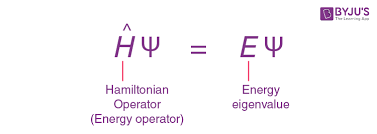 BYJU'S
The Learning App
ĤΨ = EΨ
Hamiltonian
Operator
(Energy operator)
Energy
eigenvalue